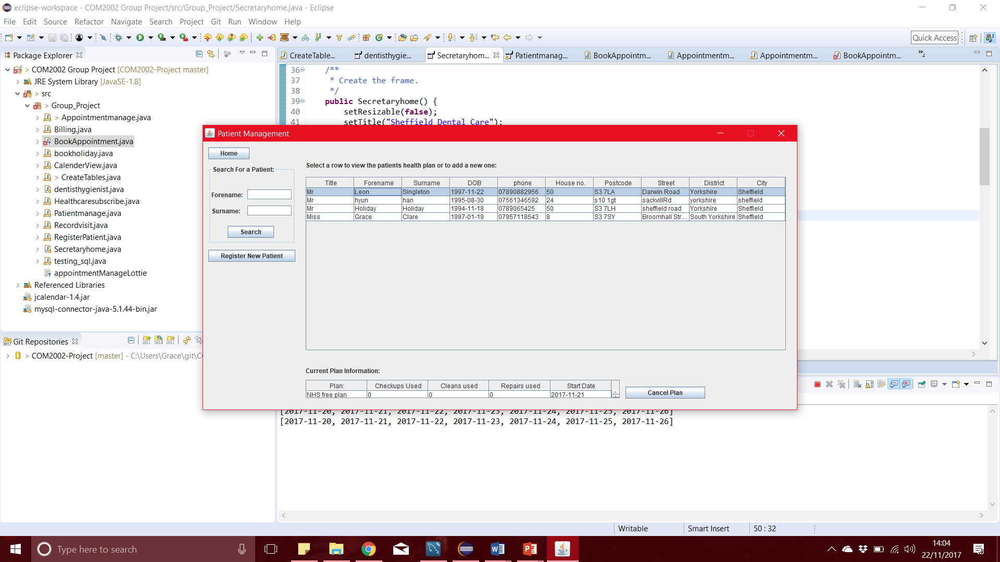 eclipse-workspace - COM2002 Group Project/src/Group_Project/Secretaryhome.java - Eclipse
File Edit Source Refactor Navigate Search Project Git Run Window Help
Quick Access
Package Explorer
CreateTable... dentisthygie... Secretaryhom... Patientmanag... BookAppointm... Appointmentm... Appointmentm... BookAppointm... »4
> COM2002 Group Project [COM2002-Project master]
JRE System Library [JavaSE-1.8]
> src
> Group_Project
> Appointmentmanage.java
Billing.java
BookAppointment.java
bookholiday.java
CalenderView.java
> CreateTables.java
dentisthygienist.java
Healthcaresubscribe.java
Patientmanage.java
Recordvisit.java
RegisterPatient.java
Secretaryhome.java
testing_sql.java
appointmentManageLottie
Referenced Libraries
jcalendar-1.4.jar
mysql-connector-java-5.1.44-bin.jar
36 /**
37 * Create the frame.
38 */
39 public Secretaryhome() {
40 setResizable(false);
41 setTitle("Sheffield Dental Care");
Patient Management
Home
Search For a Patient:
Forename:
Surname:
Search
Register New Patient
Select a row to view the patients health plan or to add a new one:
Title Forename Surname DOB phone House no. Postcode Street District City
Mr Leon Singleton 1997-11-22 07890882956 50 S3 7LA Darwin Road Yorkshire Sheffield
Mr hyun han 1995-08-30 07561346592 24 s10 1gt sackvillRd yorkshire sheffield
Mr Holiday Holiday 1994-11-18 0789065425 50 S3 7LH sheffield road Yorkshire Sheffield
Miss Grace Clare 1997-01-19 07957118543 8 S3 7SY Broomhall Str... South Yorkshire Sheffield
Current Plan Information:
Plan: Checkups Used Cleans used Repairs used Start Date
NHS free plan 0 0 0 2017-11-21
Cancel Plan
Git Repositories
> COM2002-Project [master] - C:\Users\Grace\git\C
[2017-11-20, 2017-11-21, 2017-11-22, 2017-11-23, 2017-11-24, 2017-11-25, 2017-11-26]
[2017-11-20, 2017-11-21, 2017-11-22, 2017-11-23, 2017-11-24, 2017-11-25, 2017-11-26]
Writable Smart Insert 50 : 32
Type here to search
14:04
22/11/2017